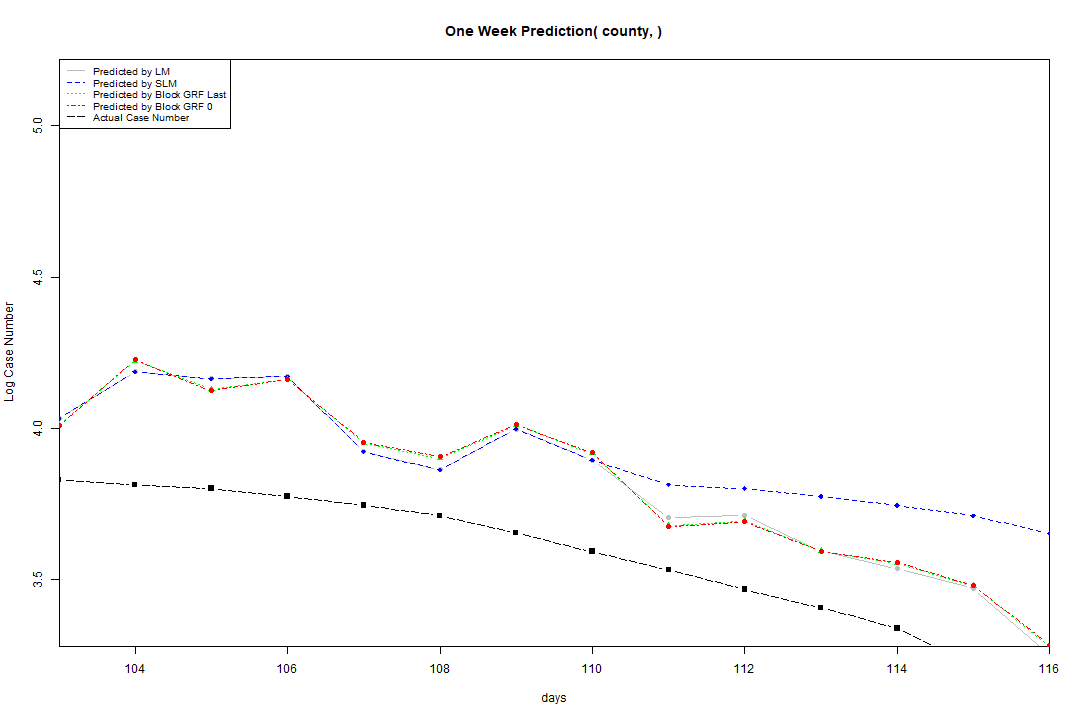 One Week Prediction( county, )
Predicted by LM
Predicted by SLM
Predicted by Block GRF Last
Predicted by Block GRF 0
Actual Case Number
5.0
4.5
4.0
3.5
Log Case Number
104 106 108 110 112 114 116
days